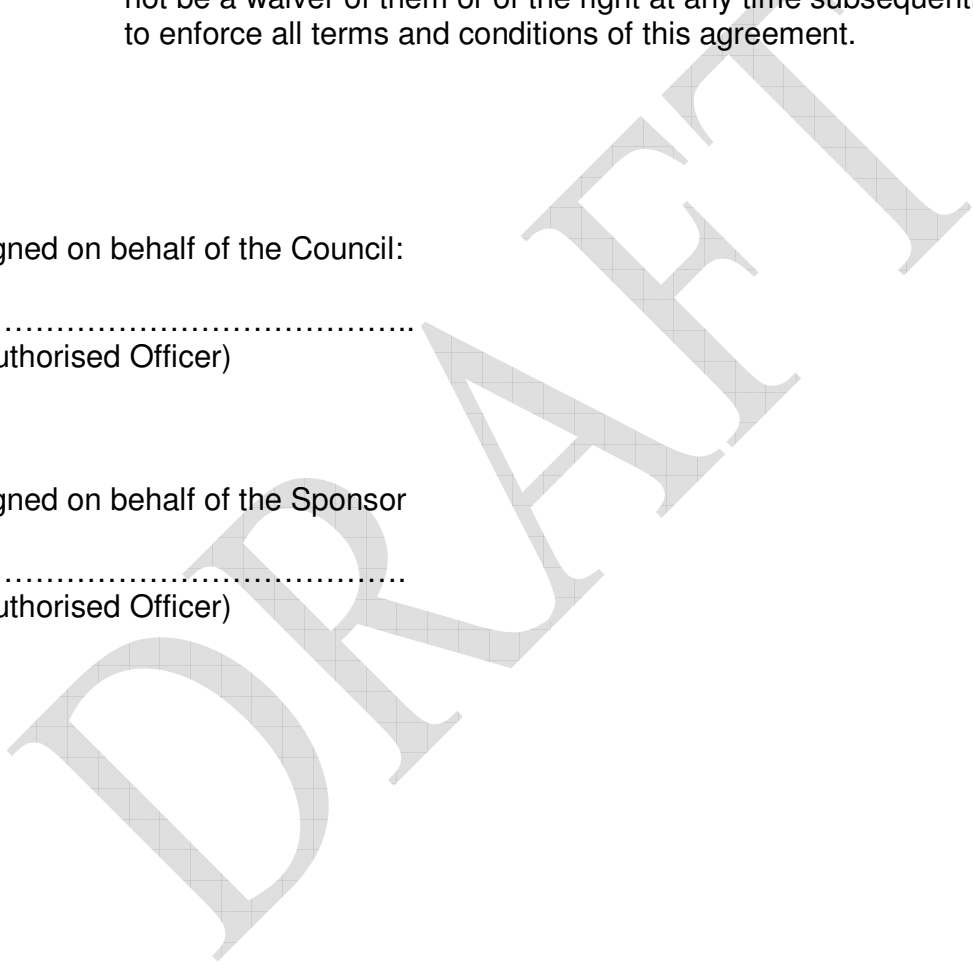 not be a waiver of them or of the right at any time
to enforce all terms and conditions of this agreement.
gned on behalf of the Council:
…………………………………..
uthorised Officer)
gned on behalf of the Sponsor
………………………………….
uthorised Officer)
DRAFT